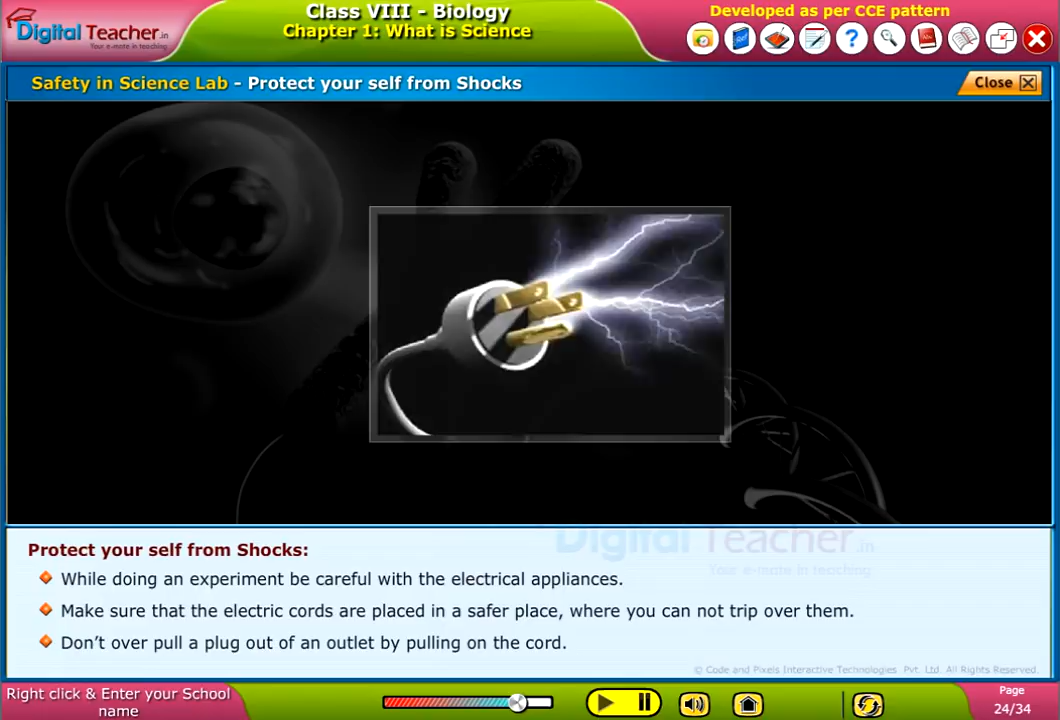 Digital Teacher.in
Your e-mate in teaching
Class VIII - Biology
Chapter 1: What is Science
Developed as per CCE pattern
Safety in Science Lab - Protect your self from Shocks
Close
Digital Teacher.in
Your e-mate in teaching
Protect your self from Shocks:
While doing an experiment be careful with the electrical appliances.
Make sure that the electric cords are placed in a safer place, where you can not trip over them.
Don't over pull a plug out of an outlet by pulling on the cord.
© Code and Pixels Interactive Technologies Pvt. Ltd. All Rights Reserved.
Right click & Enter your School
name
Page
24/34